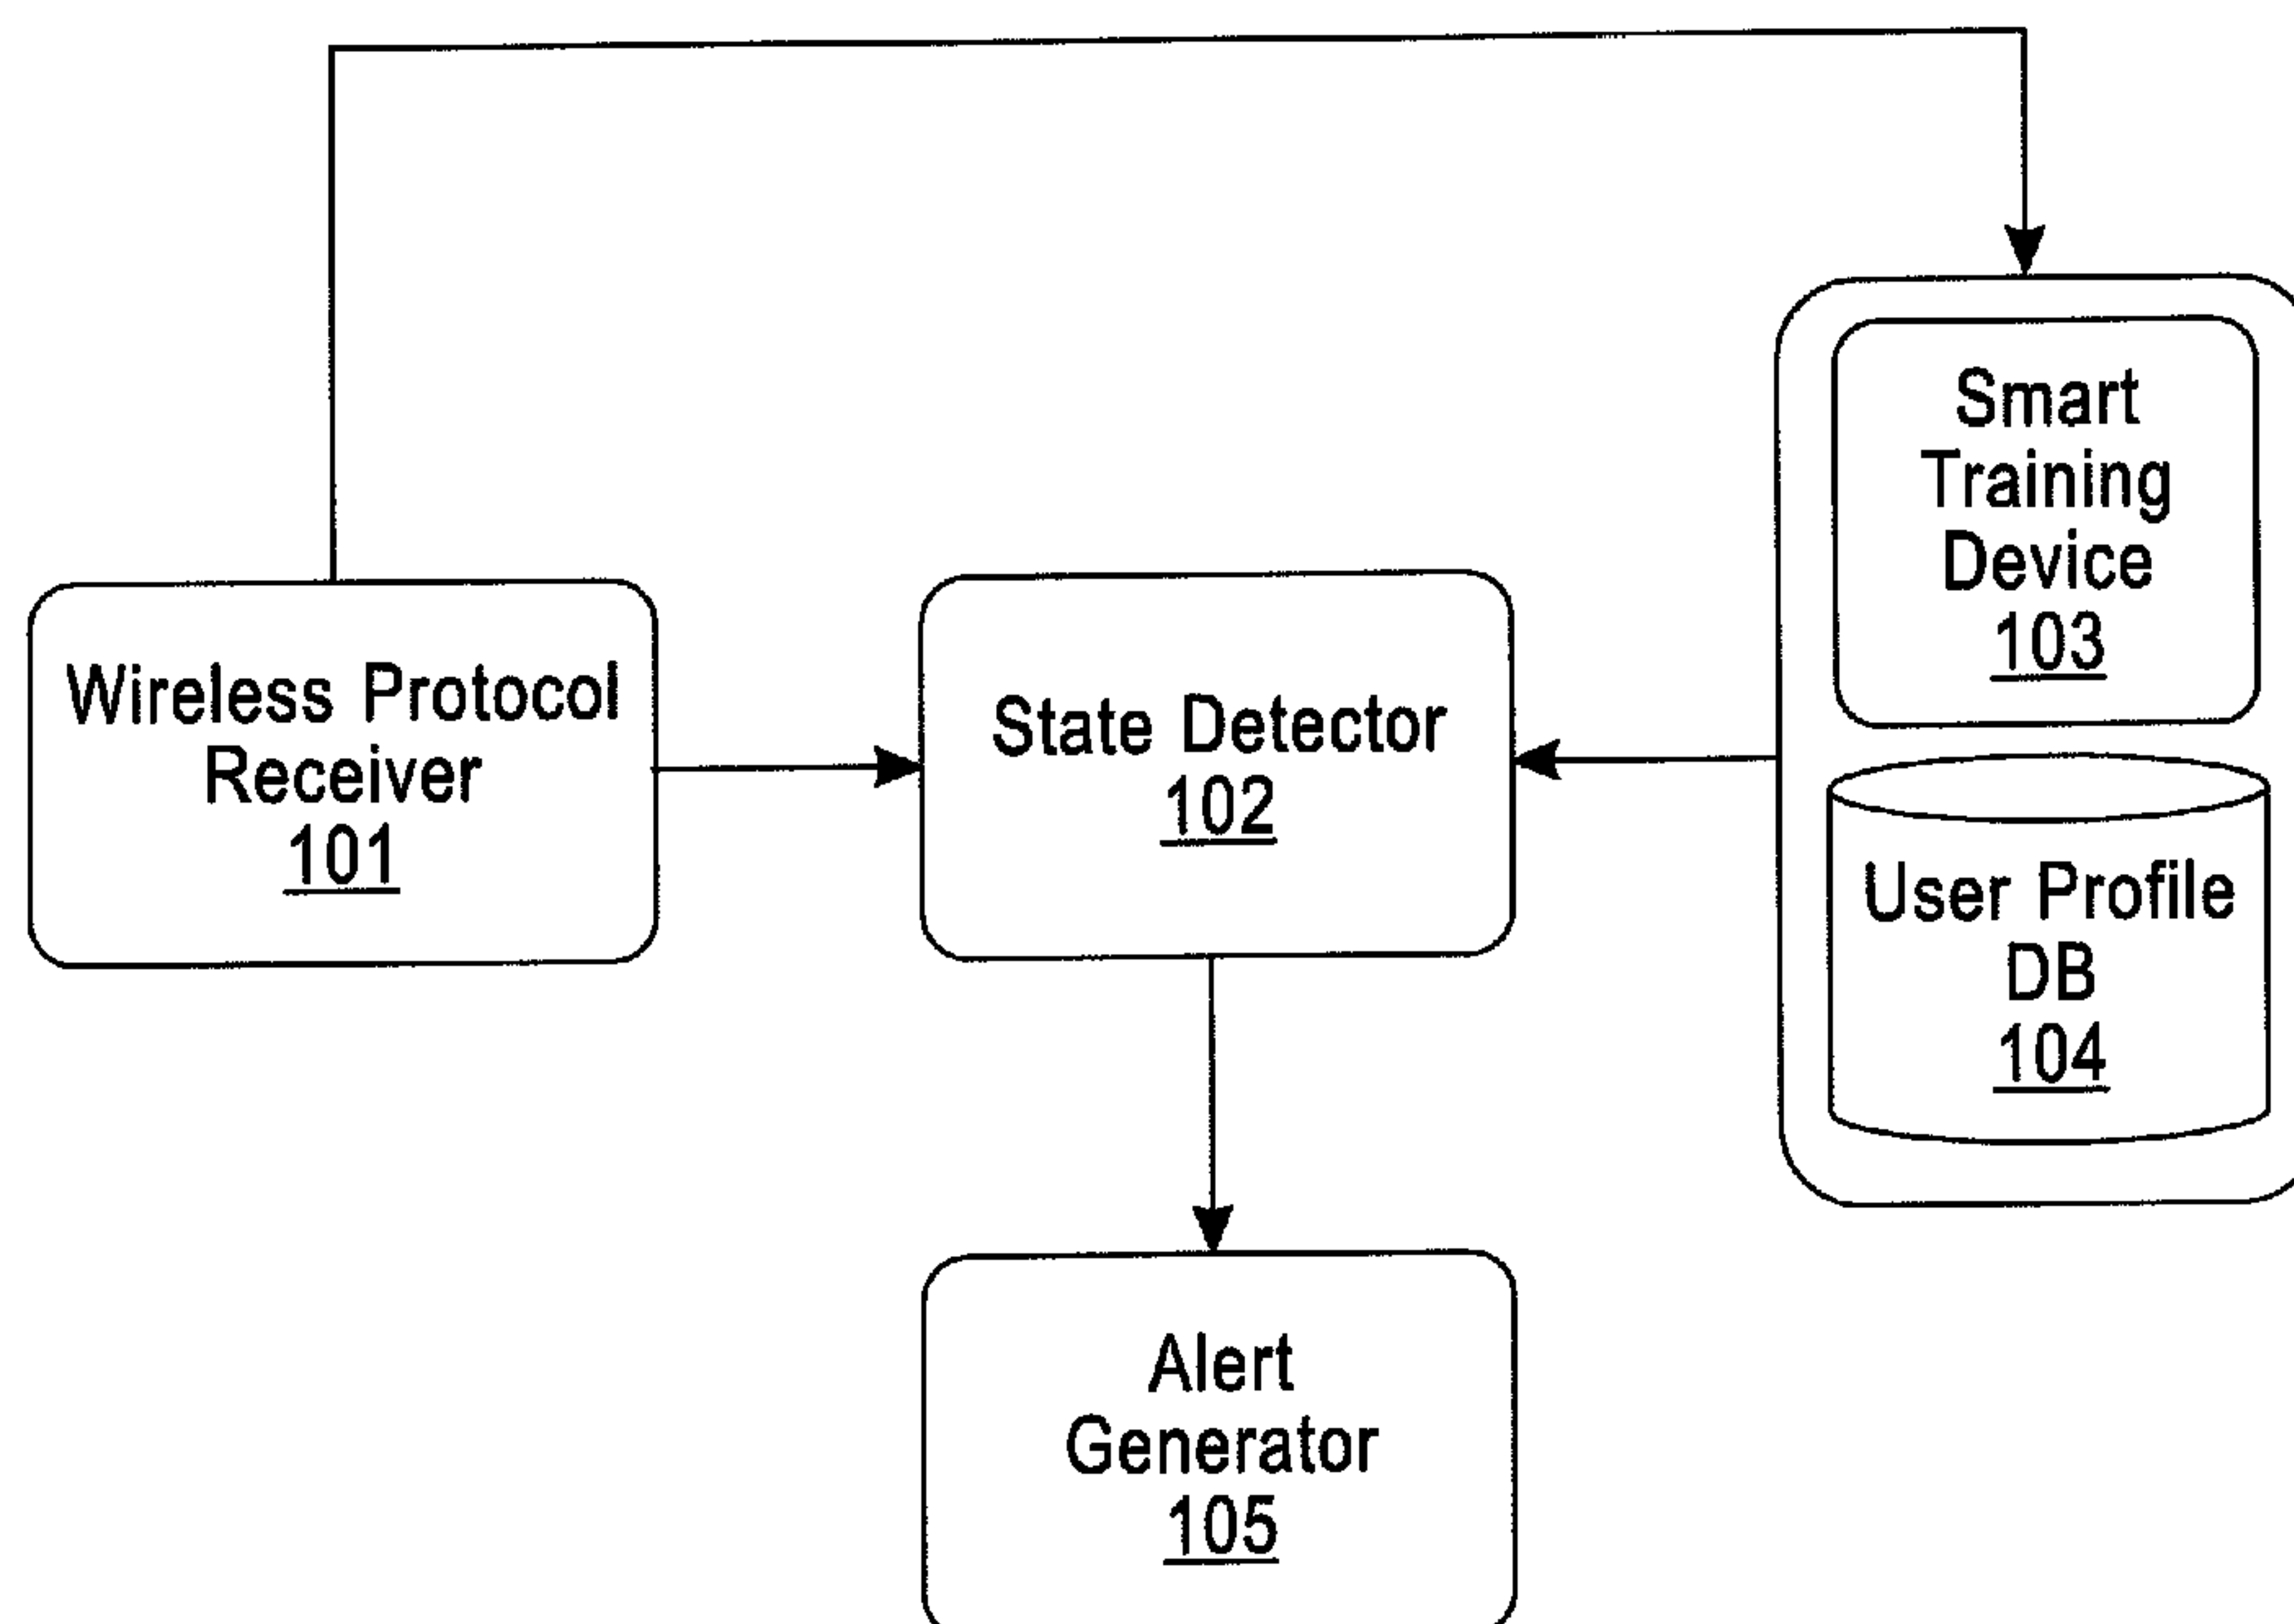 Wireless Protocol
Receiver
101
State Detector
102
Smart
Training
Device
103
User Profile
DB
104
Alert
Generator
105